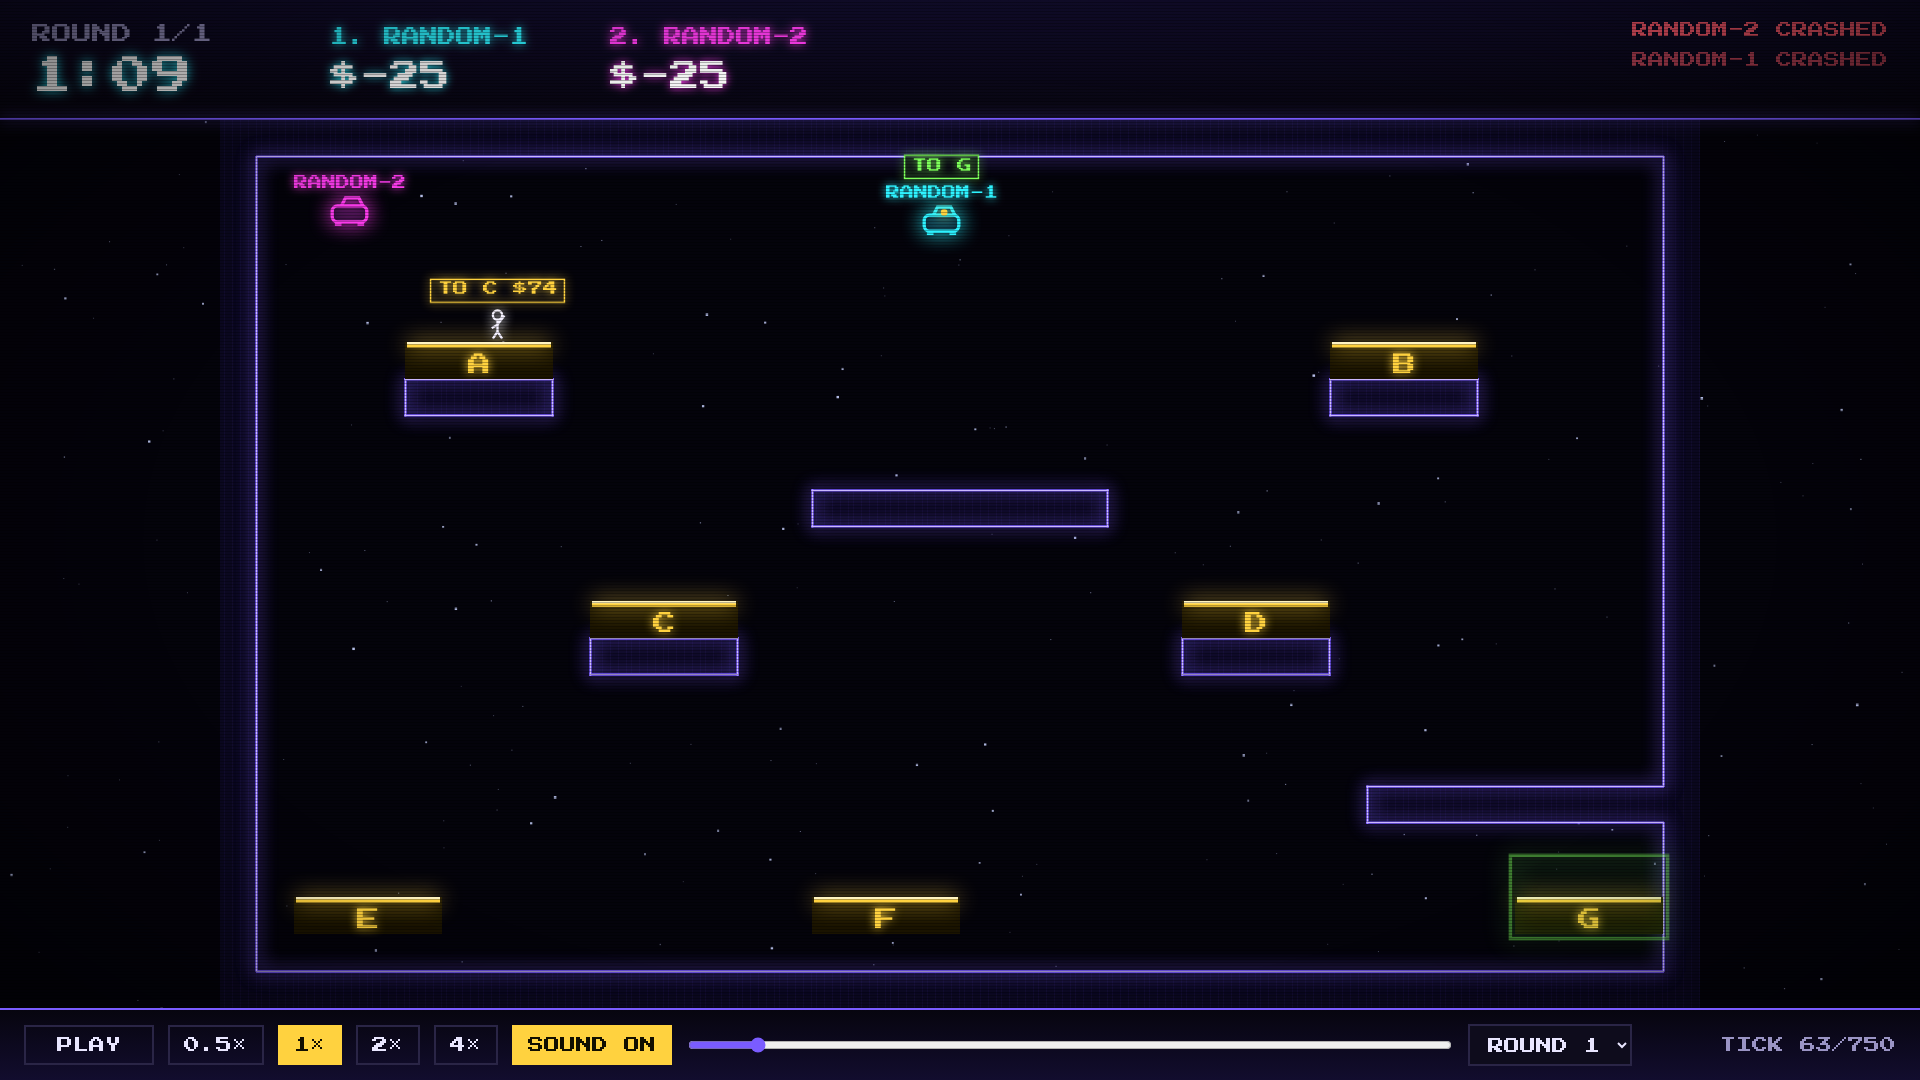 ROUND 1/1
1:09
1. RANDOM-1
$-25
2. RANDOM-2
$-25
RANDOM-2 CRASHED
RANDOM-1 CRASHED
TO G
RANDOM-2
RANDOM-1
TO C $74
A
B
C
D
E
F
G
PLAY
0.5×
1×
2×
4×
SOUND ON
ROUND 1
TICK 63/750